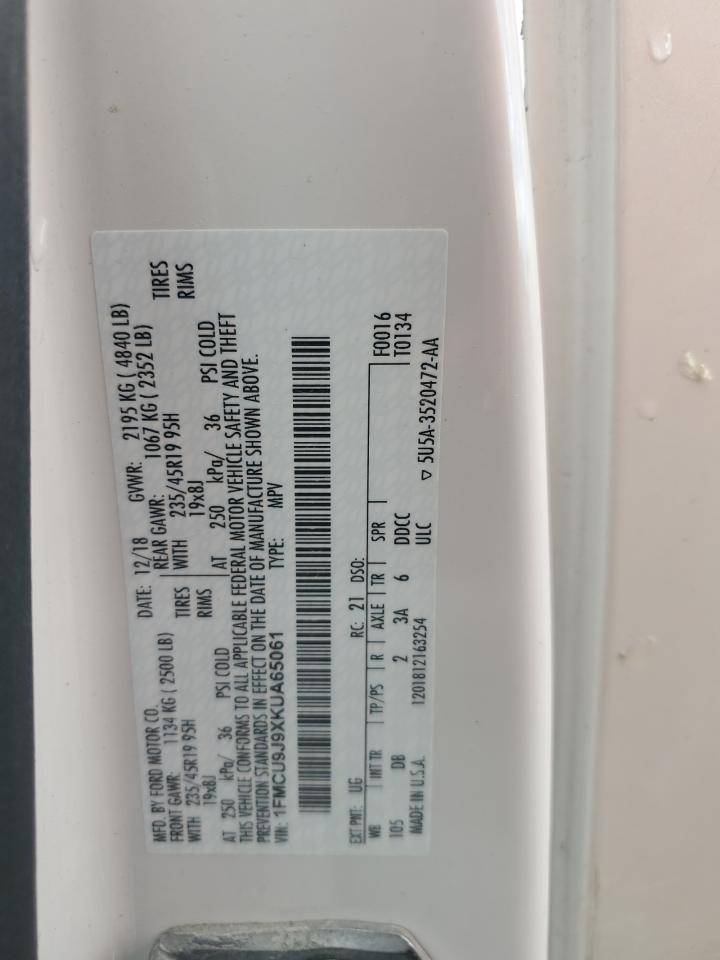 MFD. BY FORD MOTOR CO.
DATE: 12/18 GVWR: 2195 KG ( 4840 LB)
FRONT GAWR: 1134 KG ( 2500 LB)
REAR GAWR: 1067 KG ( 2352 LB)
WITH 235/45R19 95H TIRES
WITH 235/45R19 95H TIRES
19x8J RIMS
19x8J RIMS
AT 250 kPa/ 36 PSI COLD
AT 250 kPa/ 36 PSI COLD
THIS VEHICLE CONFORMS TO ALL APPLICABLE FEDERAL MOTOR VEHICLE SAFETY AND THEFT
PREVENTION STANDARDS IN EFFECT ON THE DATE OF MANUFACTURE SHOWN ABOVE.
VIN: 1FMCU9J9XKUA65061 TYPE: MPV
EXT PNT: UG RC: 21 DSO:
WB INT TR TP/PS R AXLE TR SPR F0016
105 DB 2 3A 6 DDCC T0134
MADE IN U.S.A. 1201812163254 ULC ▽ 5U5A-3520472-AA